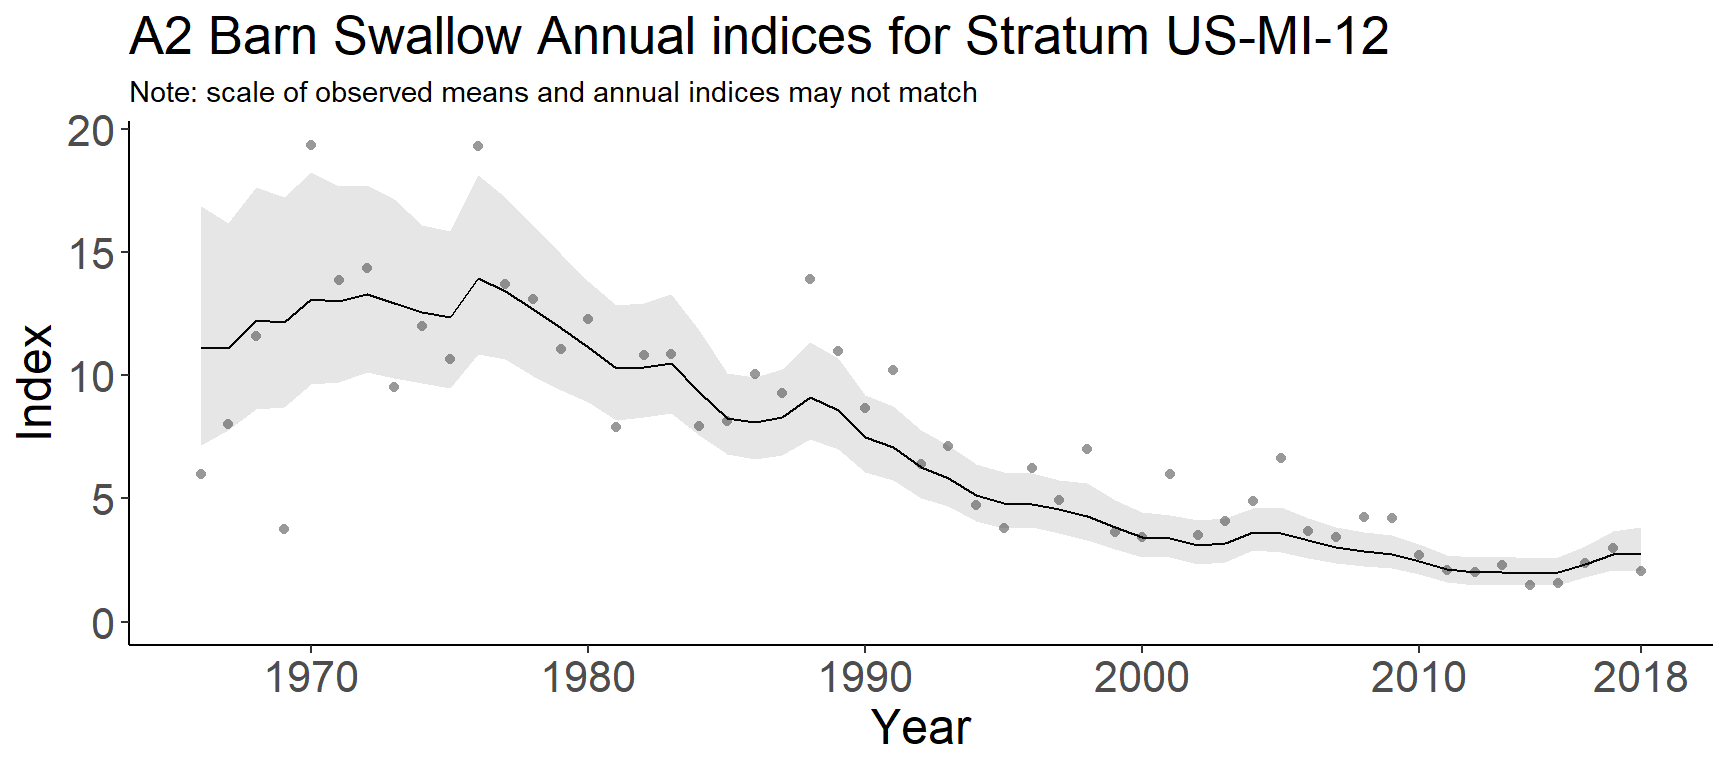 A2 Barn Swallow Annual indices for Stratum US-MI-12
Note: scale of observed means and annual indices may not match
20
15
10
5
0
Index
1970 1980 1990 2000 2010 2018
Year